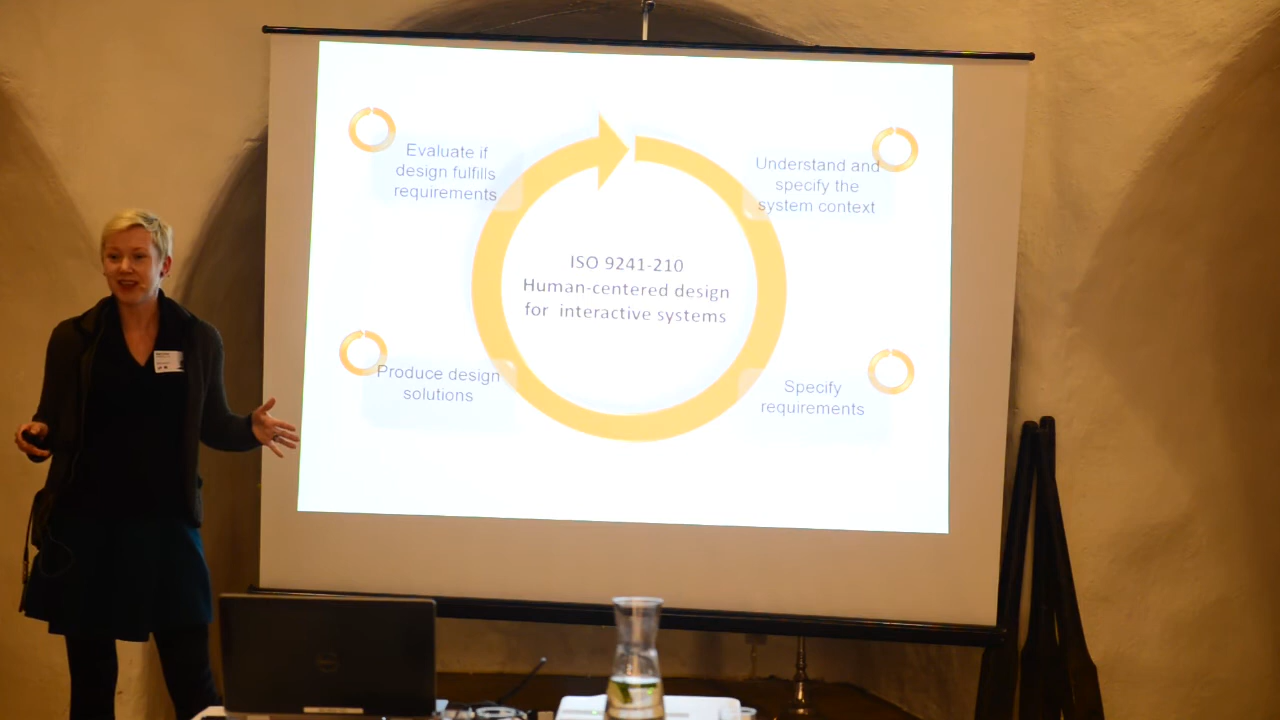 Evaluate if
design fulfills
requirements
Understand and
specify the
system context
ISO 9241-210
Human-centered design
for interactive systems
Produce design
solutions
Specify
requirements